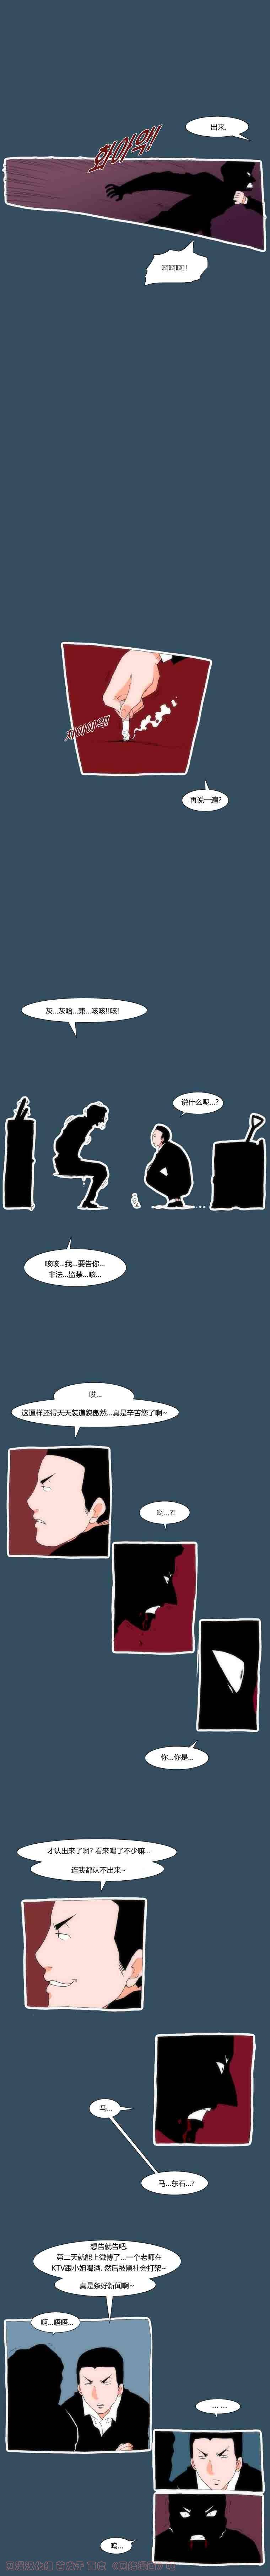 出来.
화아악!!
啊啊啊!!
치이이익!!
再说一遍?
灰...灰哈...兼...咳咳!!咳!
说什么呢...?
咳咳...我...要告你...
非法...监禁...咳...
哎...
这逼样还得天天装道貌傲然...真是辛苦您了啊~
啊...?!
你...你是...
才认出来了啊? 看来喝了不少嘛...
连我都认不出来~
马...
马...东石...?
想告就告吧,
第二天就能上微博了...一个老师在
KTV跟小姐喝酒, 然后被黑社会打架~
真是条好新闻啊~
啊...唔唔...
... ...
呜...